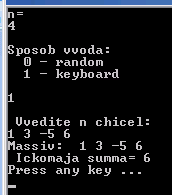 n=
4
Sposob vvoda:
0 - random
1 - keyboard
1
Vvedite n chicel:
1 3 -5 6
Massiv:  1 3 -5 6
Ickomaja summa= 6
Press any key ...